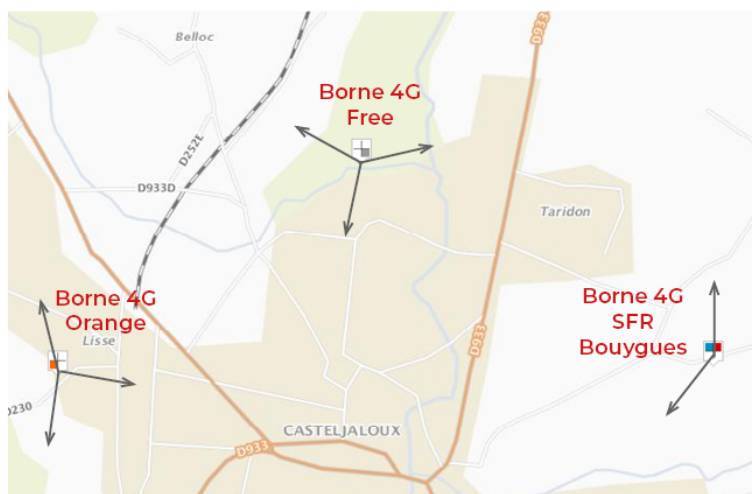 Belloc
D933
Borne 4G
Free
D252E
D933D
Taridon
Borne 4G
Orange
Lisse
Borne 4G
SFR
Bouygues
D933
D230
CASTELJALOUX
D933